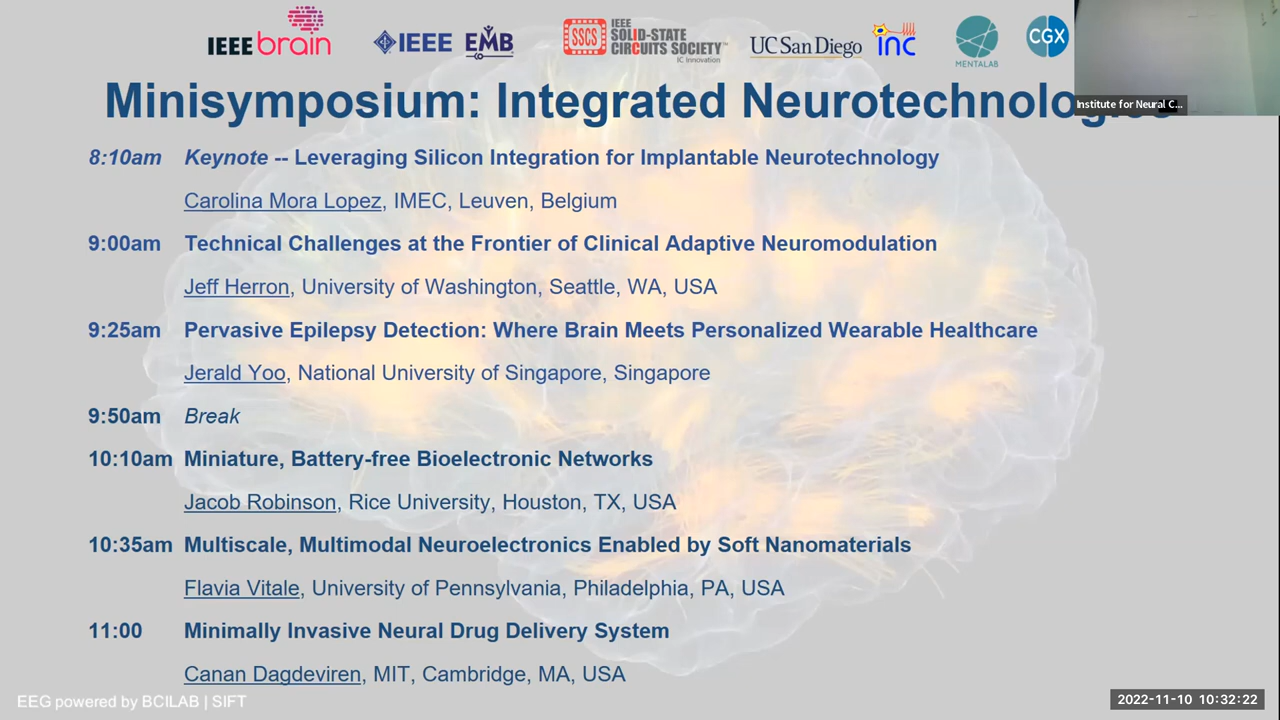 IEEE brain
IEEE EMB
SSCS IEEE SOLID-STATE CIRCUITS SOCIETY™
IC Innovation
UC San Diego
inc
MENTALAB
CGX
Minisymposium: Integrated
Institute for Neural C...
8:10am Keynote -- Leveraging Silicon Integration for Implantable Neurotechnology
Carolina Mora Lopez, IMEC, Leuven, Belgium
9:00am Technical Challenges at the Frontier of Clinical Adaptive Neuromodulation
Jeff Herron, University of Washington, Seattle, WA, USA
9:25am Pervasive Epilepsy Detection: Where Brain Meets Personalized Wearable Healthcare
Jerald Yoo, National University of Singapore, Singapore
9:50am Break
10:10am Miniature, Battery-free Bioelectronic Networks
Jacob Robinson, Rice University, Houston, TX, USA
10:35am Multiscale, Multimodal Neuroelectronics Enabled by Soft Nanomaterials
Flavia Vitale, University of Pennsylvania, Philadelphia, PA, USA
11:00 Minimally Invasive Neural Drug Delivery System
Canan Dagdeviren, MIT, Cambridge, MA, USA
EEG powered by BCILAB | SIFT
2022-11-10 10:32:22